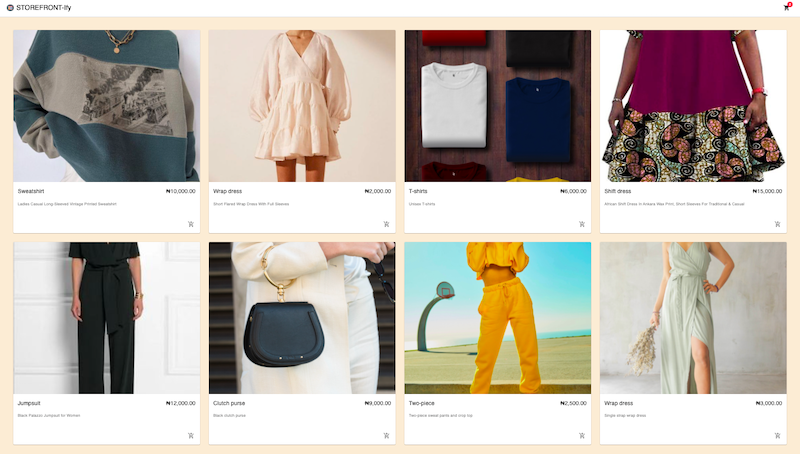 STOREFRONT-Ify
Sweatshirt ₦10,000.00
Ladies Casual Long Sleeves Vintage Printed Sweatshirt
Wrap dress ₦2,000.00
Short Flared Wrap Dress With Full Sleeves
T-shirts ₦6,000.00
Unisex T-shirts
Shift dress ₦15,000.00
African Shift Dress In Ankara Wax Print, Short Sleeves For Traditional & Casual
Jumpsuit ₦12,000.00
Black Palazzo Jumpsuit for Women
Clutch purse ₦9,000.00
Black clutch purse
Two-piece ₦2,500.00
Two-piece sweat pants and crop top
Wrap dress ₦3,000.00
Single strap wrap dress